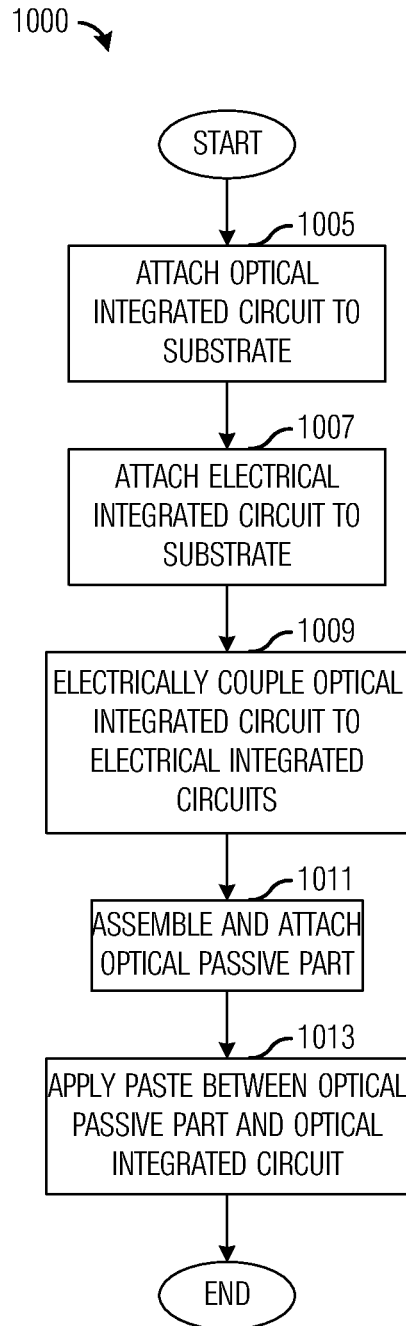 1000
START
1005
ATTACH OPTICAL
INTEGRATED CIRCUIT TO
SUBSTRATE
1007
ATTACH ELECTRICAL
INTEGRATED CIRCUIT TO
SUBSTRATE
1009
ELECTRICALLY COUPLE OPTICAL
INTEGRATED CIRCUIT TO
ELECTRICAL INTEGRATED
CIRCUITS
1011
ASSEMBLE AND ATTACH
OPTICAL PASSIVE PART
1013
APPLY PASTE BETWEEN OPTICAL
PASSIVE PART AND OPTICAL
INTEGRATED CIRCUIT
END